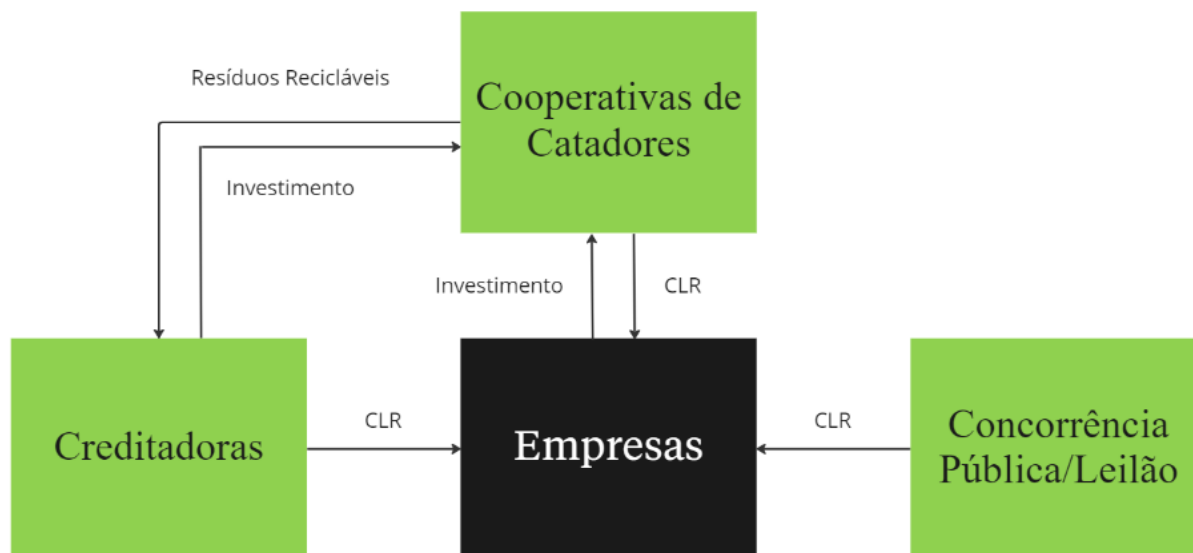 Resíduos Recicláveis
Cooperativas de
Catadores
Investimento
Investimento
CLR
Creditadoras
CLR
Empresas
CLR
Concorrência
Pública/Leilão